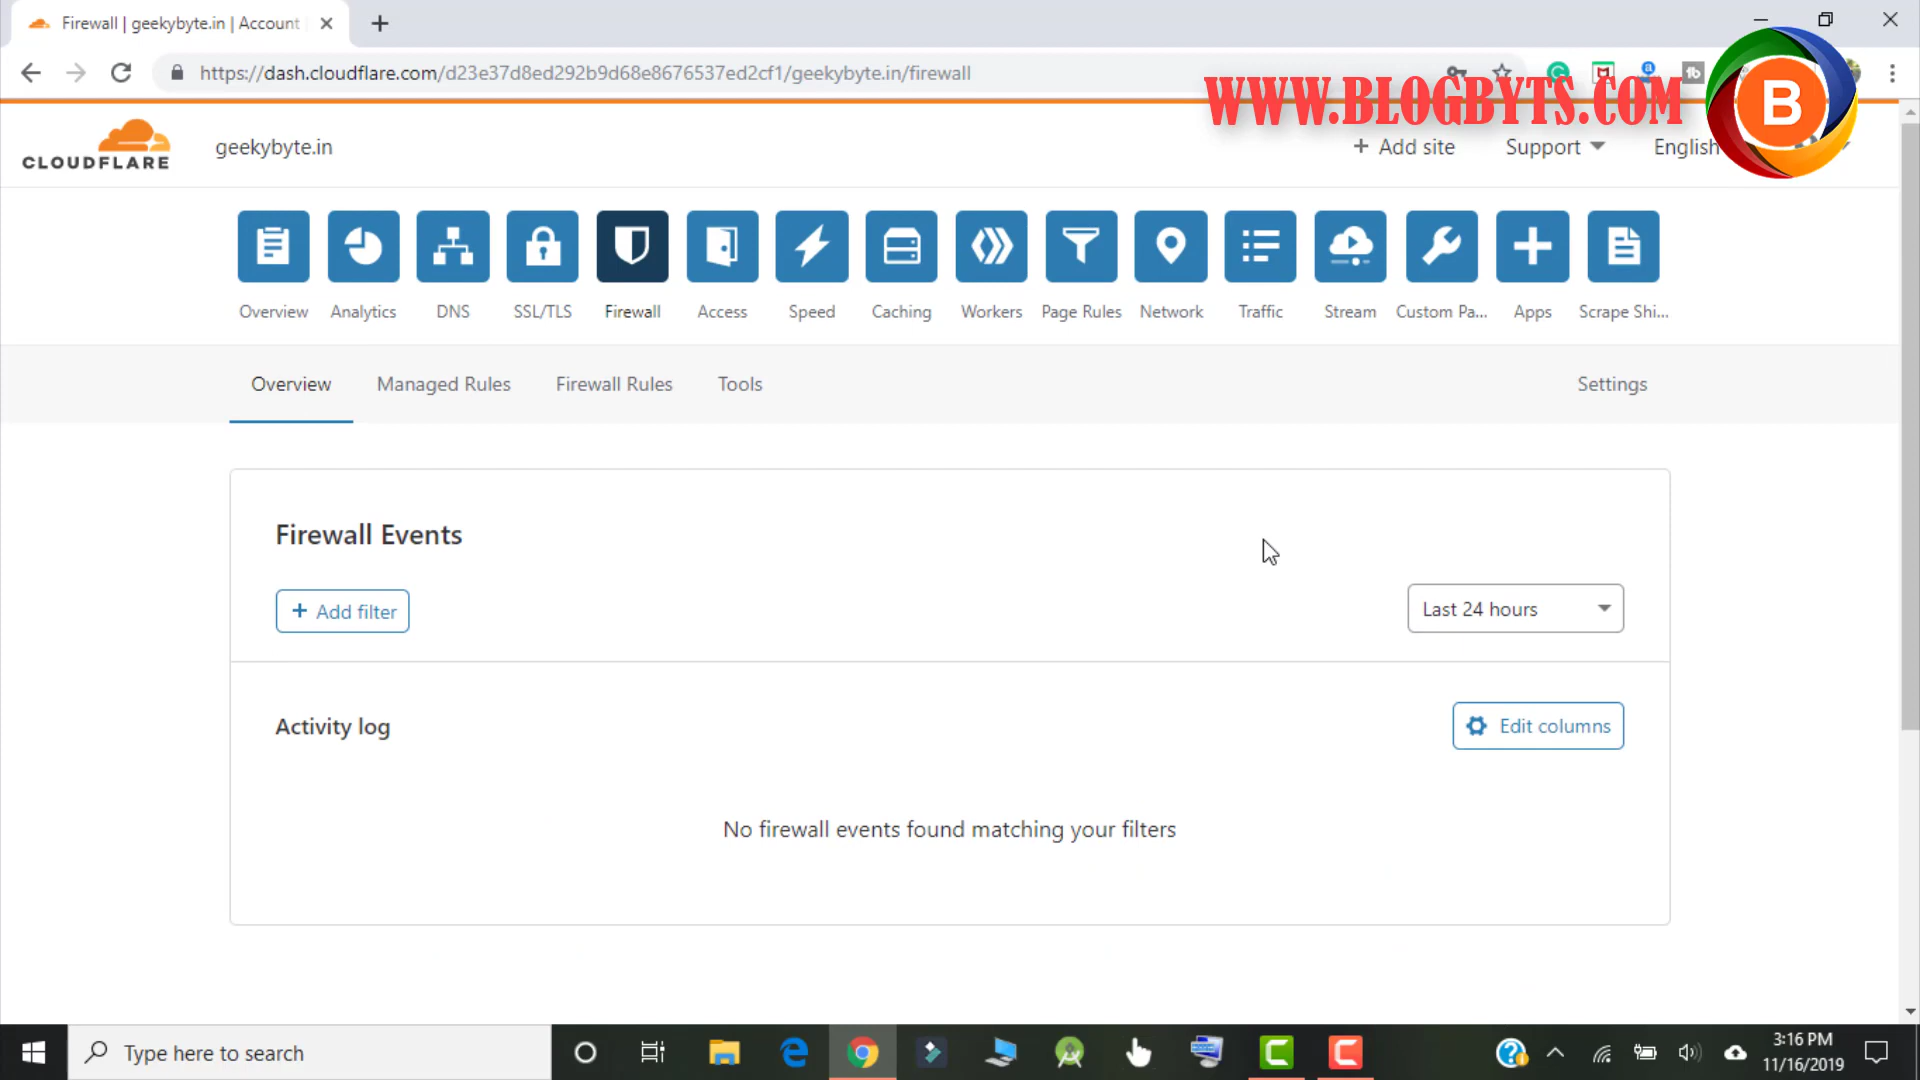 Firewall | geekybyte.in | Account
https://dash.cloudflare.com/d23e37d8ed292b9d68e8676537ed2cf1/geekybyte.in/firewall
WWW.BLOGBYTS.COM
B
CLOUDFLARE
geekybyte.in
+ Add site
Support
English
Overview
Analytics
DNS
SSL/TLS
Firewall
Access
Speed
Caching
Workers
Page Rules
Network
Traffic
Stream
Custom Pa...
Apps
Scrape Shi...
Overview
Managed Rules
Firewall Rules
Tools
Settings
Firewall Events
+ Add filter
Last 24 hours
Activity log
Edit columns
No firewall events found matching your filters
Type here to search
3:16 PM
11/16/2019